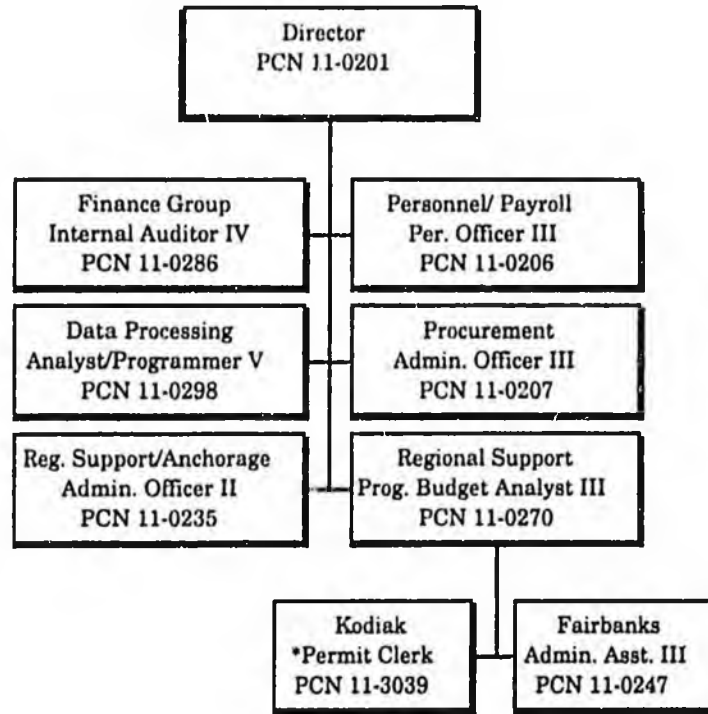 Director
PCN 11-0201
Finance Group
Internal Auditor IV
PCN 11-0286
Personnel/ Payroll
Per. Officer III
PCN 11-0206
Data Processing
Analyst/Programmer V
PCN 11-0298
Procurement
Admin. Officer III
PCN 11-0207
Reg. Support/Anchorage
Admin. Officer II
PCN 11-0235
Regional Support
Prog. Budget Analyst III
PCN 11-0270
Kodiak
*Permit Clerk
PCN 11-3039
Fairbanks
Admin. Asst. III
PCN 11-0247